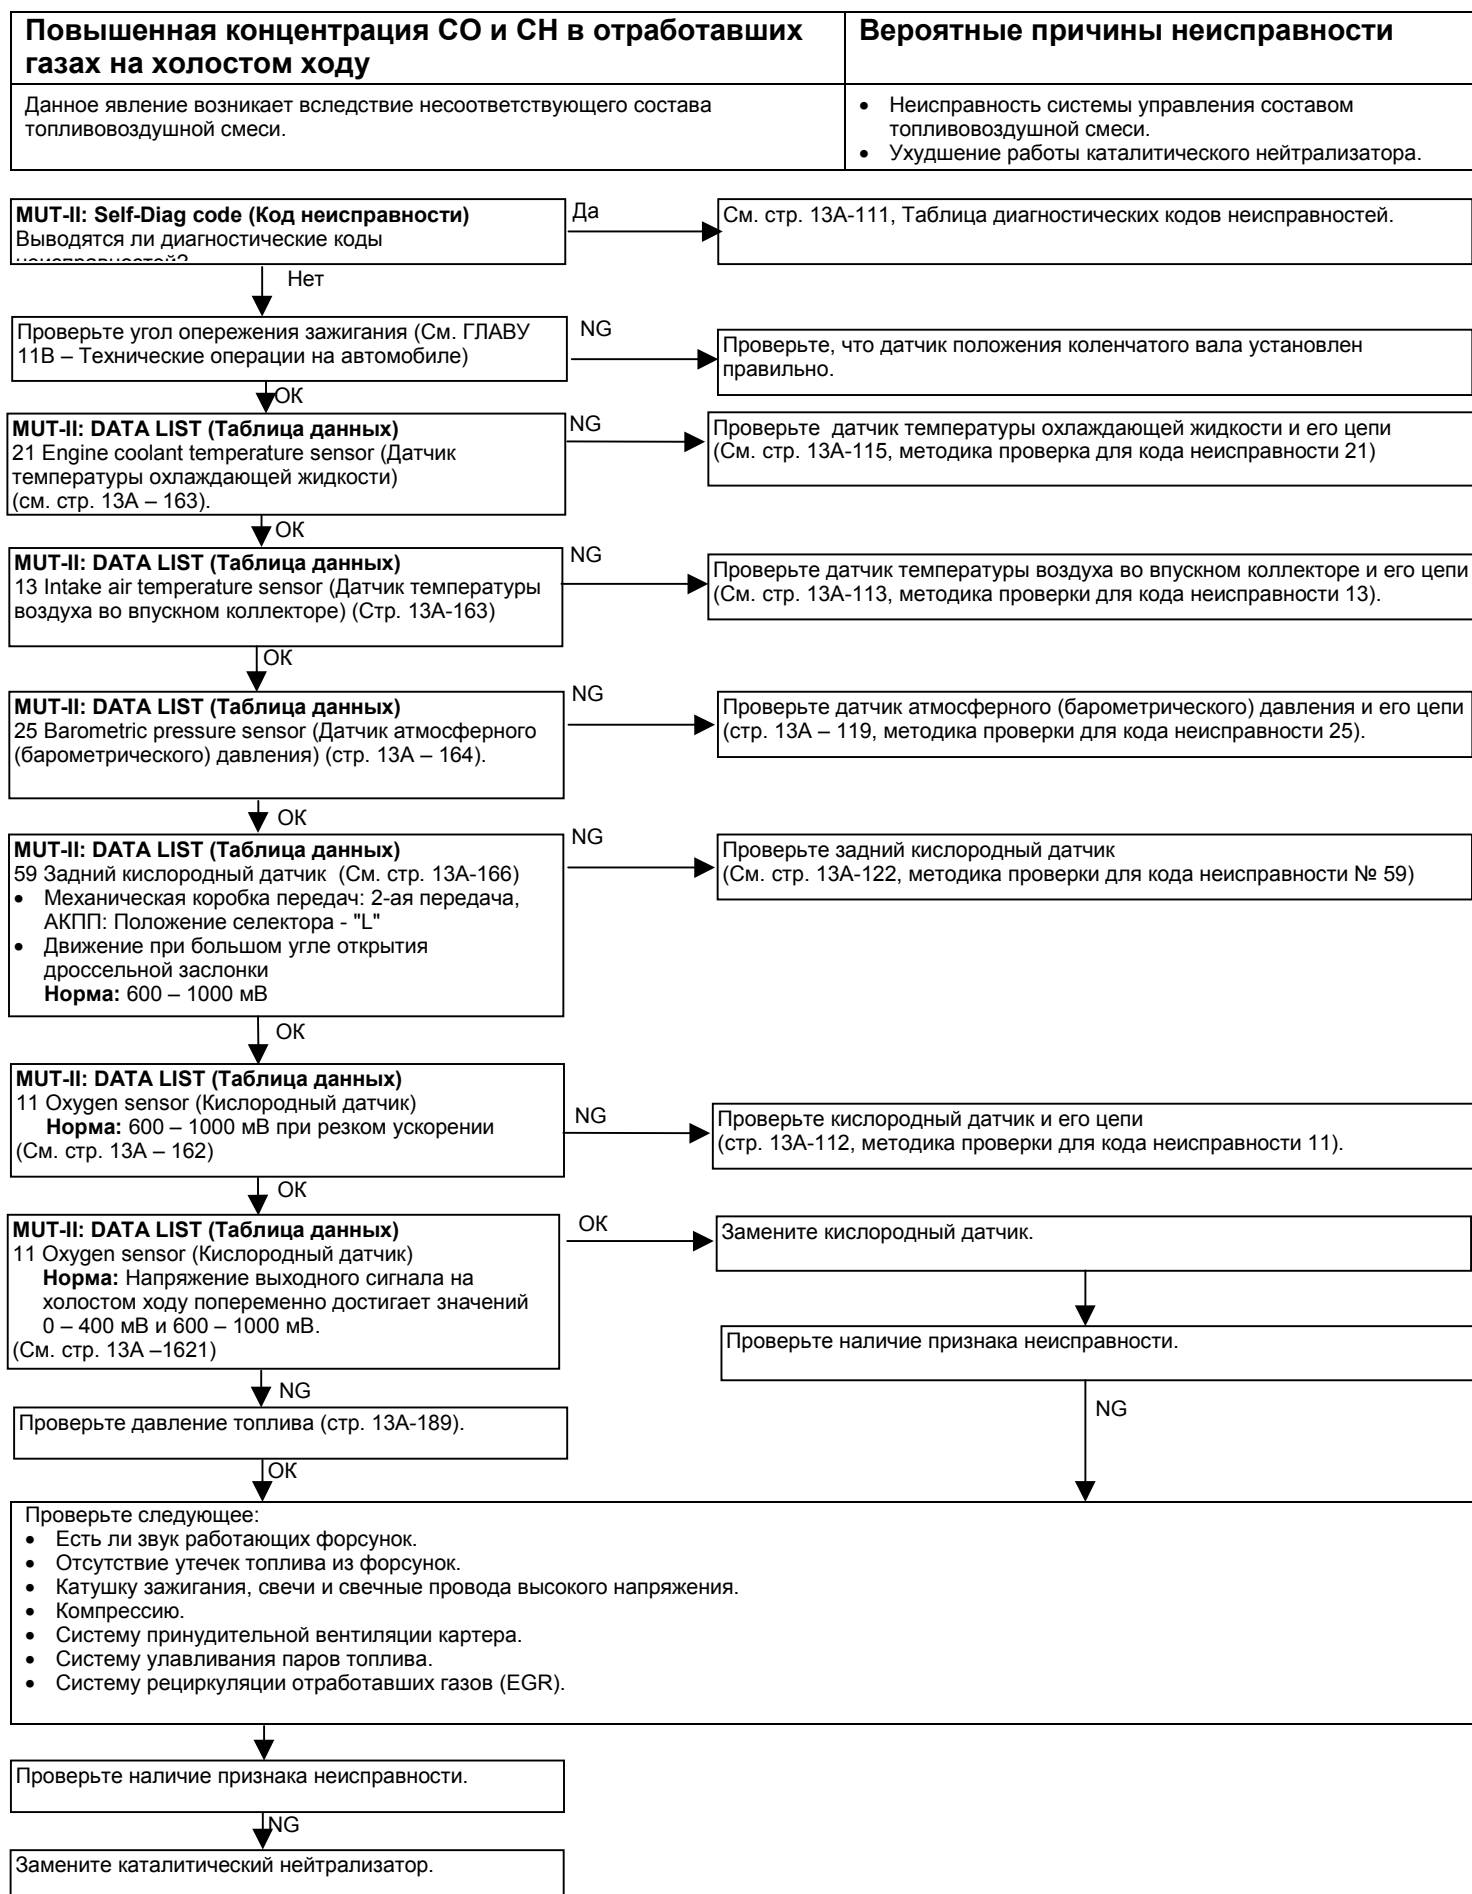 Повышенная концентрация СО и СН в отработавших
газах на холостом ходу
Вероятные причины неисправности
Данное явление возникает вследствие несоответствующего состава
топливовоздушной смеси.
• Неисправность системы управления составом
топливовоздушной смеси.
• Ухудшение работы каталитического нейтрализатора.
MUT-II: Self-Diag code (Код неисправности)
Выводятся ли диагностические коды
неисправностей?
Да
См. стр. 13А-111, Таблица диагностических кодов неисправностей.
Нет
Проверьте угол опережения зажигания (См. ГЛАВУ
11В – Технические операции на автомобиле)
NG
Проверьте, что датчик положения коленчатого вала установлен
правильно.
ОК
MUT-II: DATA LIST (Таблица данных)
21 Engine coolant temperature sensor (Датчик
температуры охлаждающей жидкости)
(см. стр. 13А – 163).
NG
Проверьте  датчик температуры охлаждающей жидкости и его цепи
(См. стр. 13А-115, методика проверка для кода неисправности 21)
ОК
MUT-II: DATA LIST (Таблица данных)
13 Intake air temperature sensor (Датчик температуры
воздуха во впускном коллекторе) (Стр. 13А-163)
NG
Проверьте датчик температуры воздуха во впускном коллекторе и его цепи
(См. стр. 13А-113, методика проверки для кода неисправности 13).
ОК
MUT-II: DATA LIST (Таблица данных)
25 Barometric pressure sensor (Датчик атмосферного
(барометрического) давления) (стр. 13А – 164).
NG
Проверьте датчик атмосферного (барометрического) давления и его цепи
(стр. 13А – 119, методика проверки для кода неисправности 25).
ОК
MUT-II: DATA LIST (Таблица данных)
59 Задний кислородный датчик  (См. стр. 13А-166)
• Механическая коробка передач: 2-ая передача,
АКПП: Положение селектора - "L"
• Движение при большом угле открытия
дроссельной заслонки
Норма: 600 – 1000 мВ
NG
Проверьте задний кислородный датчик
(См. стр. 13А-122, методика проверки для кода неисправности № 59)
ОК
MUT-II: DATA LIST (Таблица данных)
11 Oxygen sensor (Кислородный датчик)
Норма: 600 – 1000 мВ при резком ускорении
(См. стр. 13А – 162)
NG
Проверьте кислородный датчик и его цепи
(стр. 13А-112, методика проверки для кода неисправности 11).
ОК
MUT-II: DATA LIST (Таблица данных)
11 Oxygen sensor (Кислородный датчик)
Норма: Напряжение выходного сигнала на
холостом ходу попеременно достигает значений
0 – 400 мВ и 600 – 1000 мВ.
(См. стр. 13А –1621)
ОК
Замените кислородный датчик.
Проверьте наличие признака неисправности.
NG
NG
Проверьте давление топлива (стр. 13А-189).
ОК
Проверьте следующее:
• Есть ли звук работающих форсунок.
• Отсутствие утечек топлива из форсунок.
• Катушку зажигания, свечи и свечные провода высокого напряжения.
• Компрессию.
• Систему принудительной вентиляции картера.
• Систему улавливания паров топлива.
• Систему рециркуляции отработавших газов (EGR).
Проверьте наличие признака неисправности.
NG
Замените каталитический нейтрализатор.